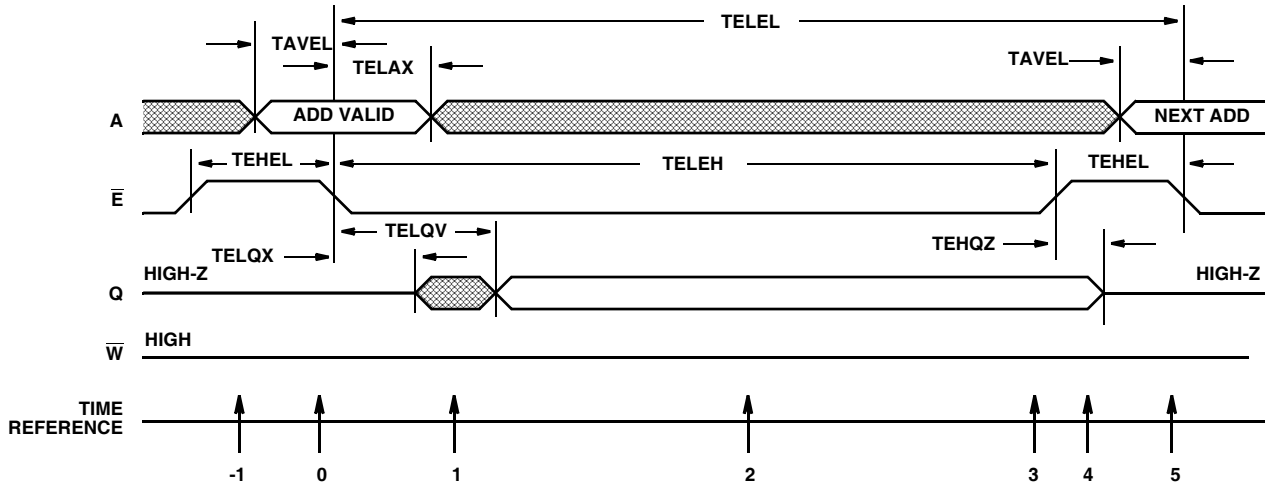 TELEL
TAVEL
TELAX
TAVEL
A
ADD VALID
NEXT ADD
TEHEL
TELEH
TEHEL
E
TELQV
TELQX
TEHQZ
HIGH-Z
HIGH-Z
Q
HIGH
W
TIME
REFERENCE
-1 0 1 2 3 4 5